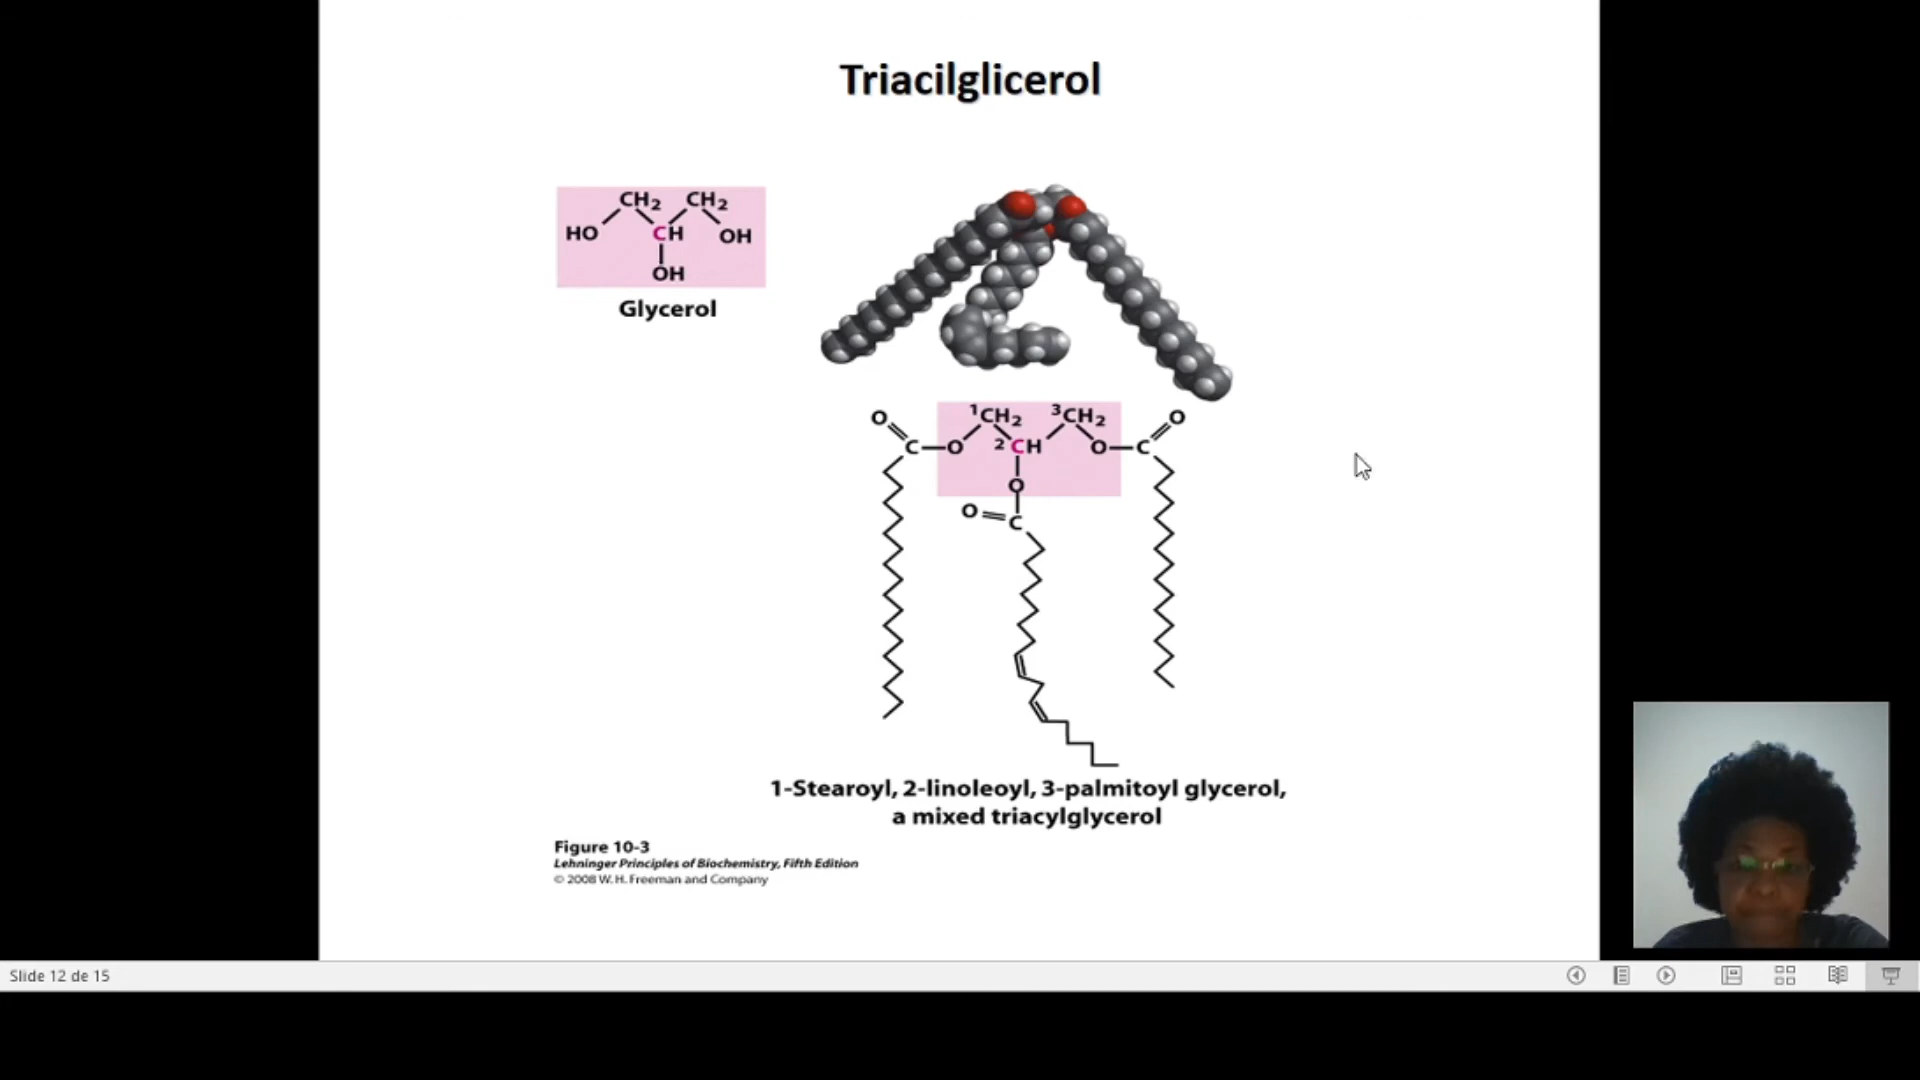 Triacilglicerol
CH2 CH2
HO CH OH
OH
Glycerol
O 1CH2 3CH2 O
C O 2CH O C
O
O C
1-Stearoyl, 2-linoleoyl, 3-palmitoyl glycerol,
a mixed triacylglycerol
Figure 10-3
Lehninger Principles of Biochemistry, Fifth Edition
© 2008 W. H. Freeman and Company
Slide 12 de 15